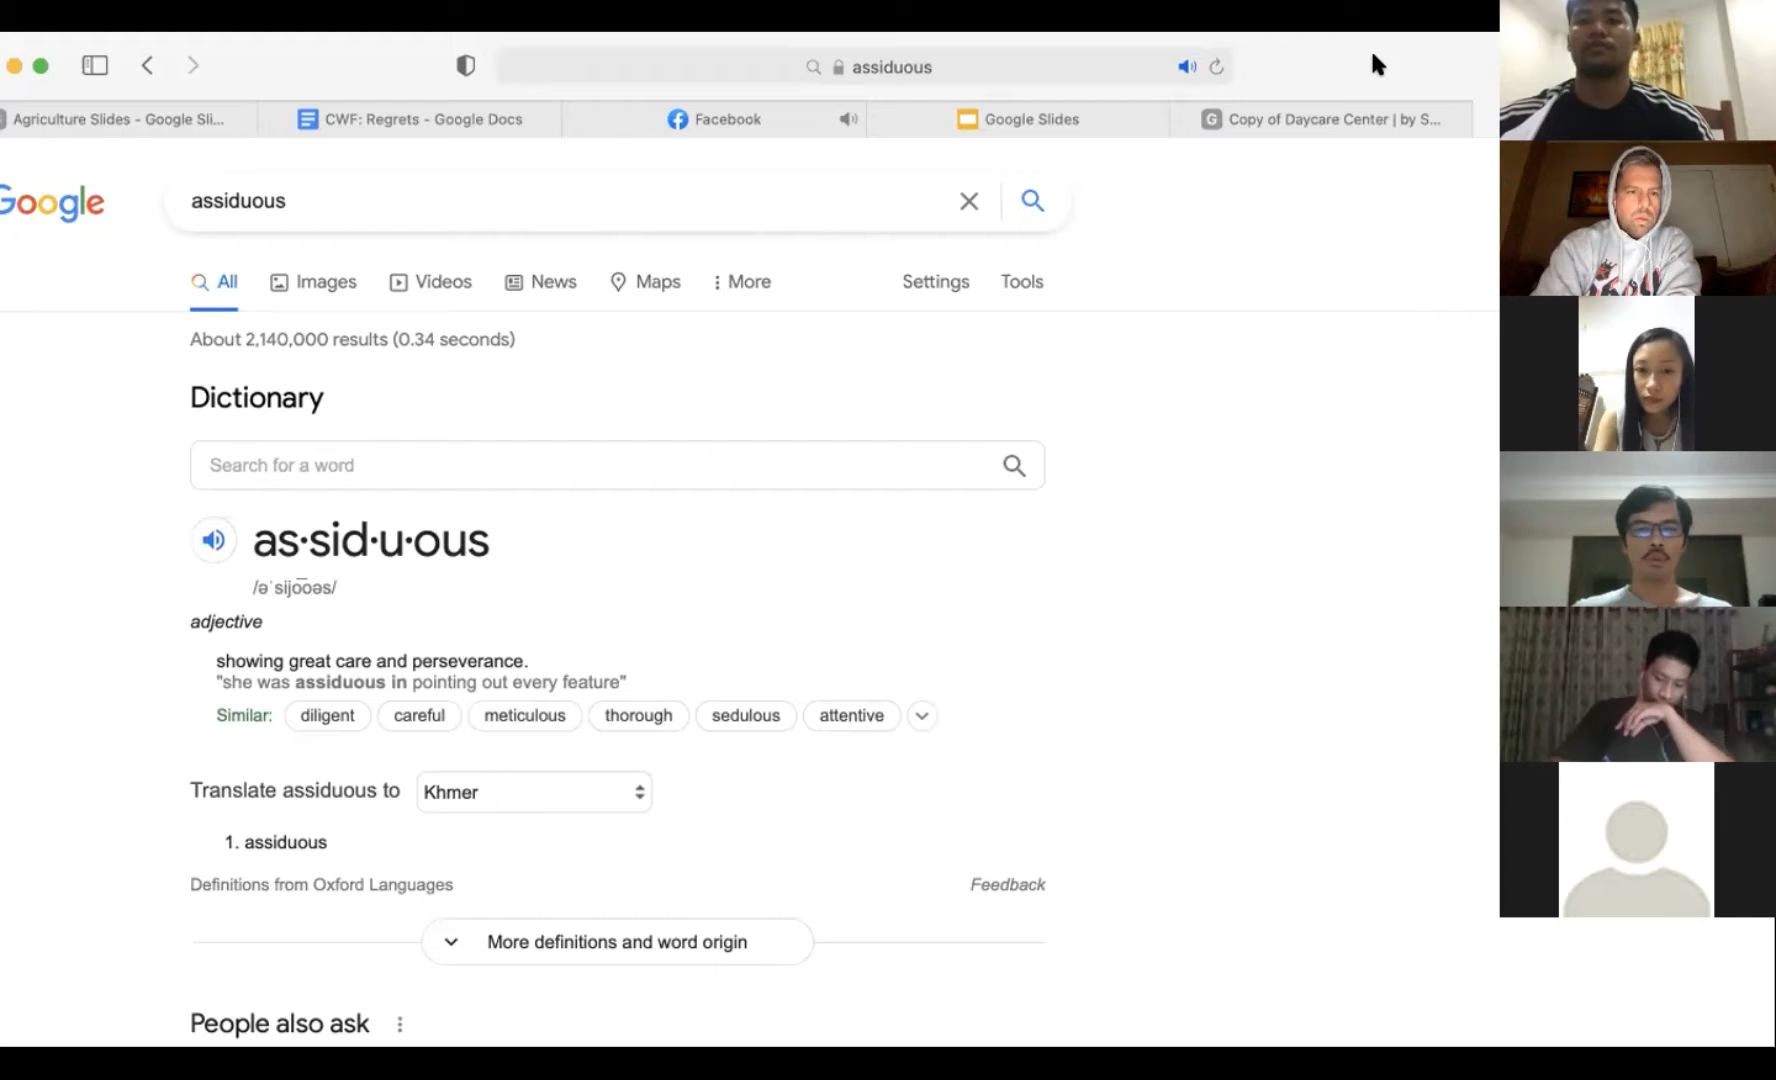 assiduous
Agriculture Slides - Google Sli...
CWF: Regrets - Google Docs
Facebook
Google Slides
G
Copy of Daycare Center | by S...
Google
assiduous
All
Images
Videos
News
Maps
More
Settings
Tools
About 2,140,000 results (0.34 seconds)
Dictionary
Search for a word
as·sid·u·ous
/əˈsijo͞oəs/
adjective
showing great care and perseverance.
"she was assiduous in pointing out every feature"
Similar:
diligent
careful
meticulous
thorough
sedulous
attentive
Translate assiduous to
Khmer
1. assiduous
Definitions from Oxford Languages
Feedback
More definitions and word origin
People also ask